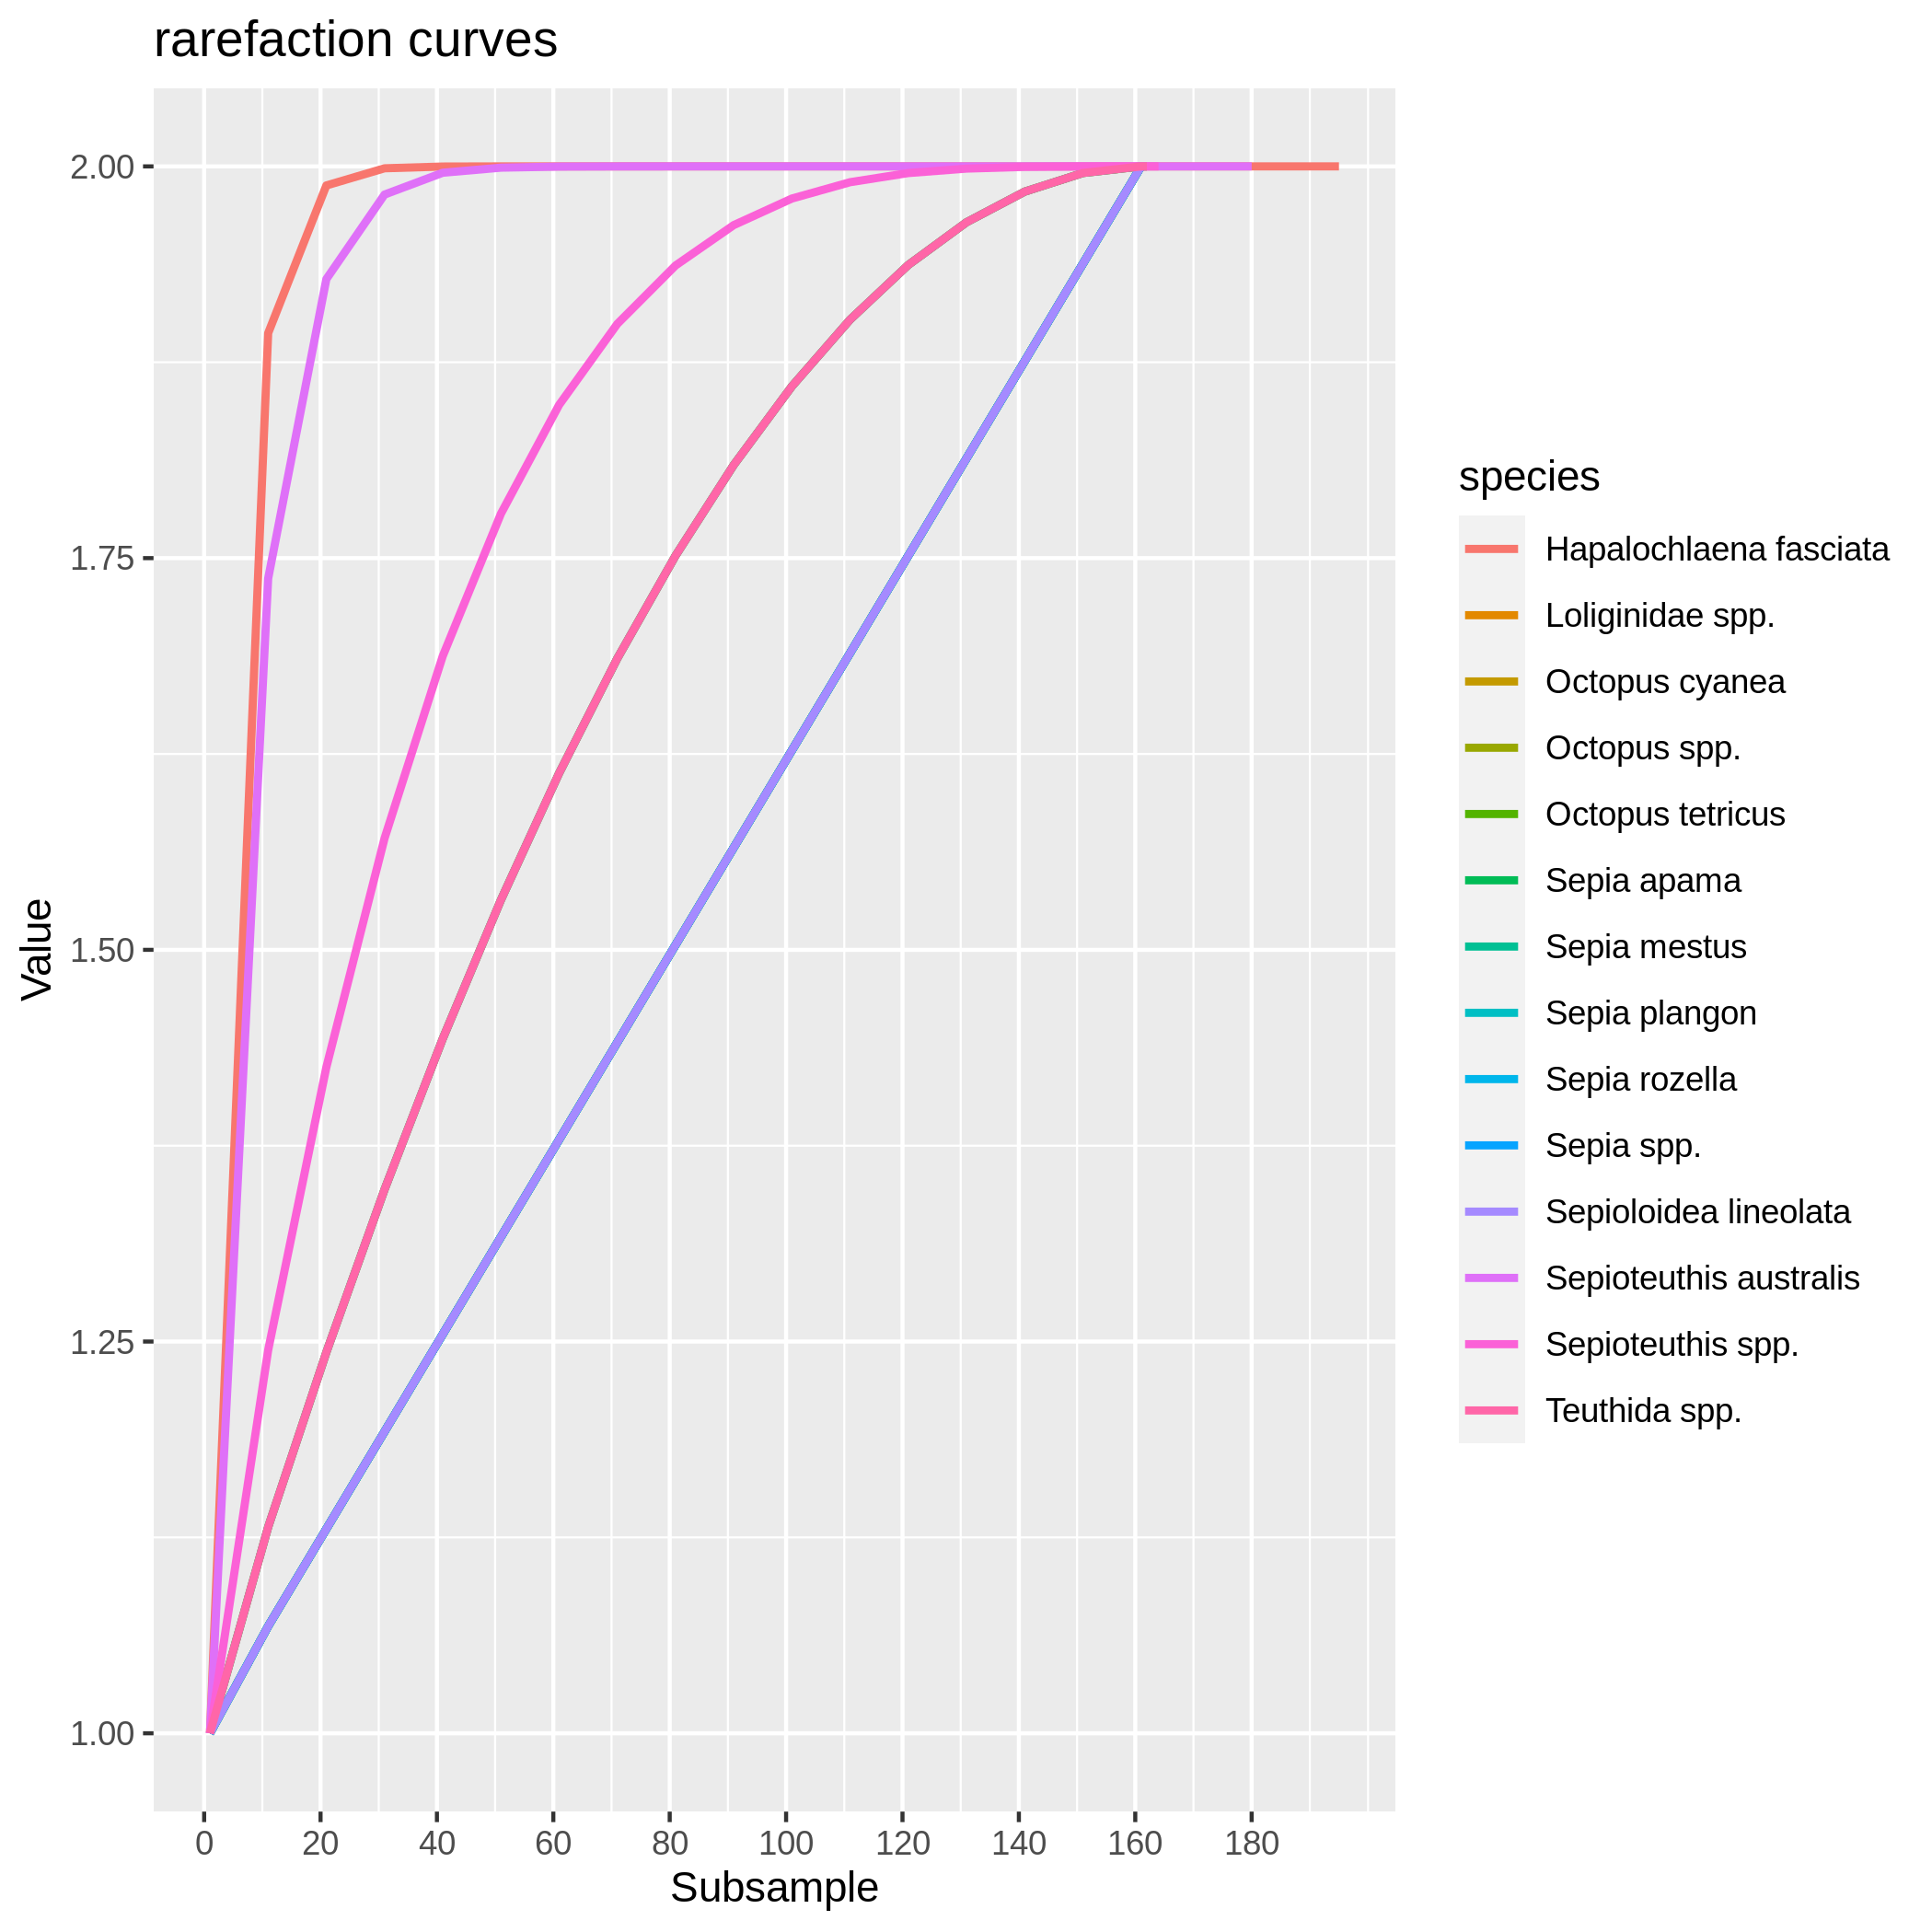 rarefaction curves
2.00
1.75
1.50
1.25
1.00
Value
0 20 40 60 80 100 120 140 160 180
Subsample
species
Hapalochlaena fasciata
Loliginidae spp.
Octopus cyanea
Octopus spp.
Octopus tetricus
Sepia apama
Sepia mestus
Sepia plangon
Sepia rozella
Sepia spp.
Sepioloidea lineolata
Sepioteuthis australis
Sepioteuthis spp.
Teuthida spp.